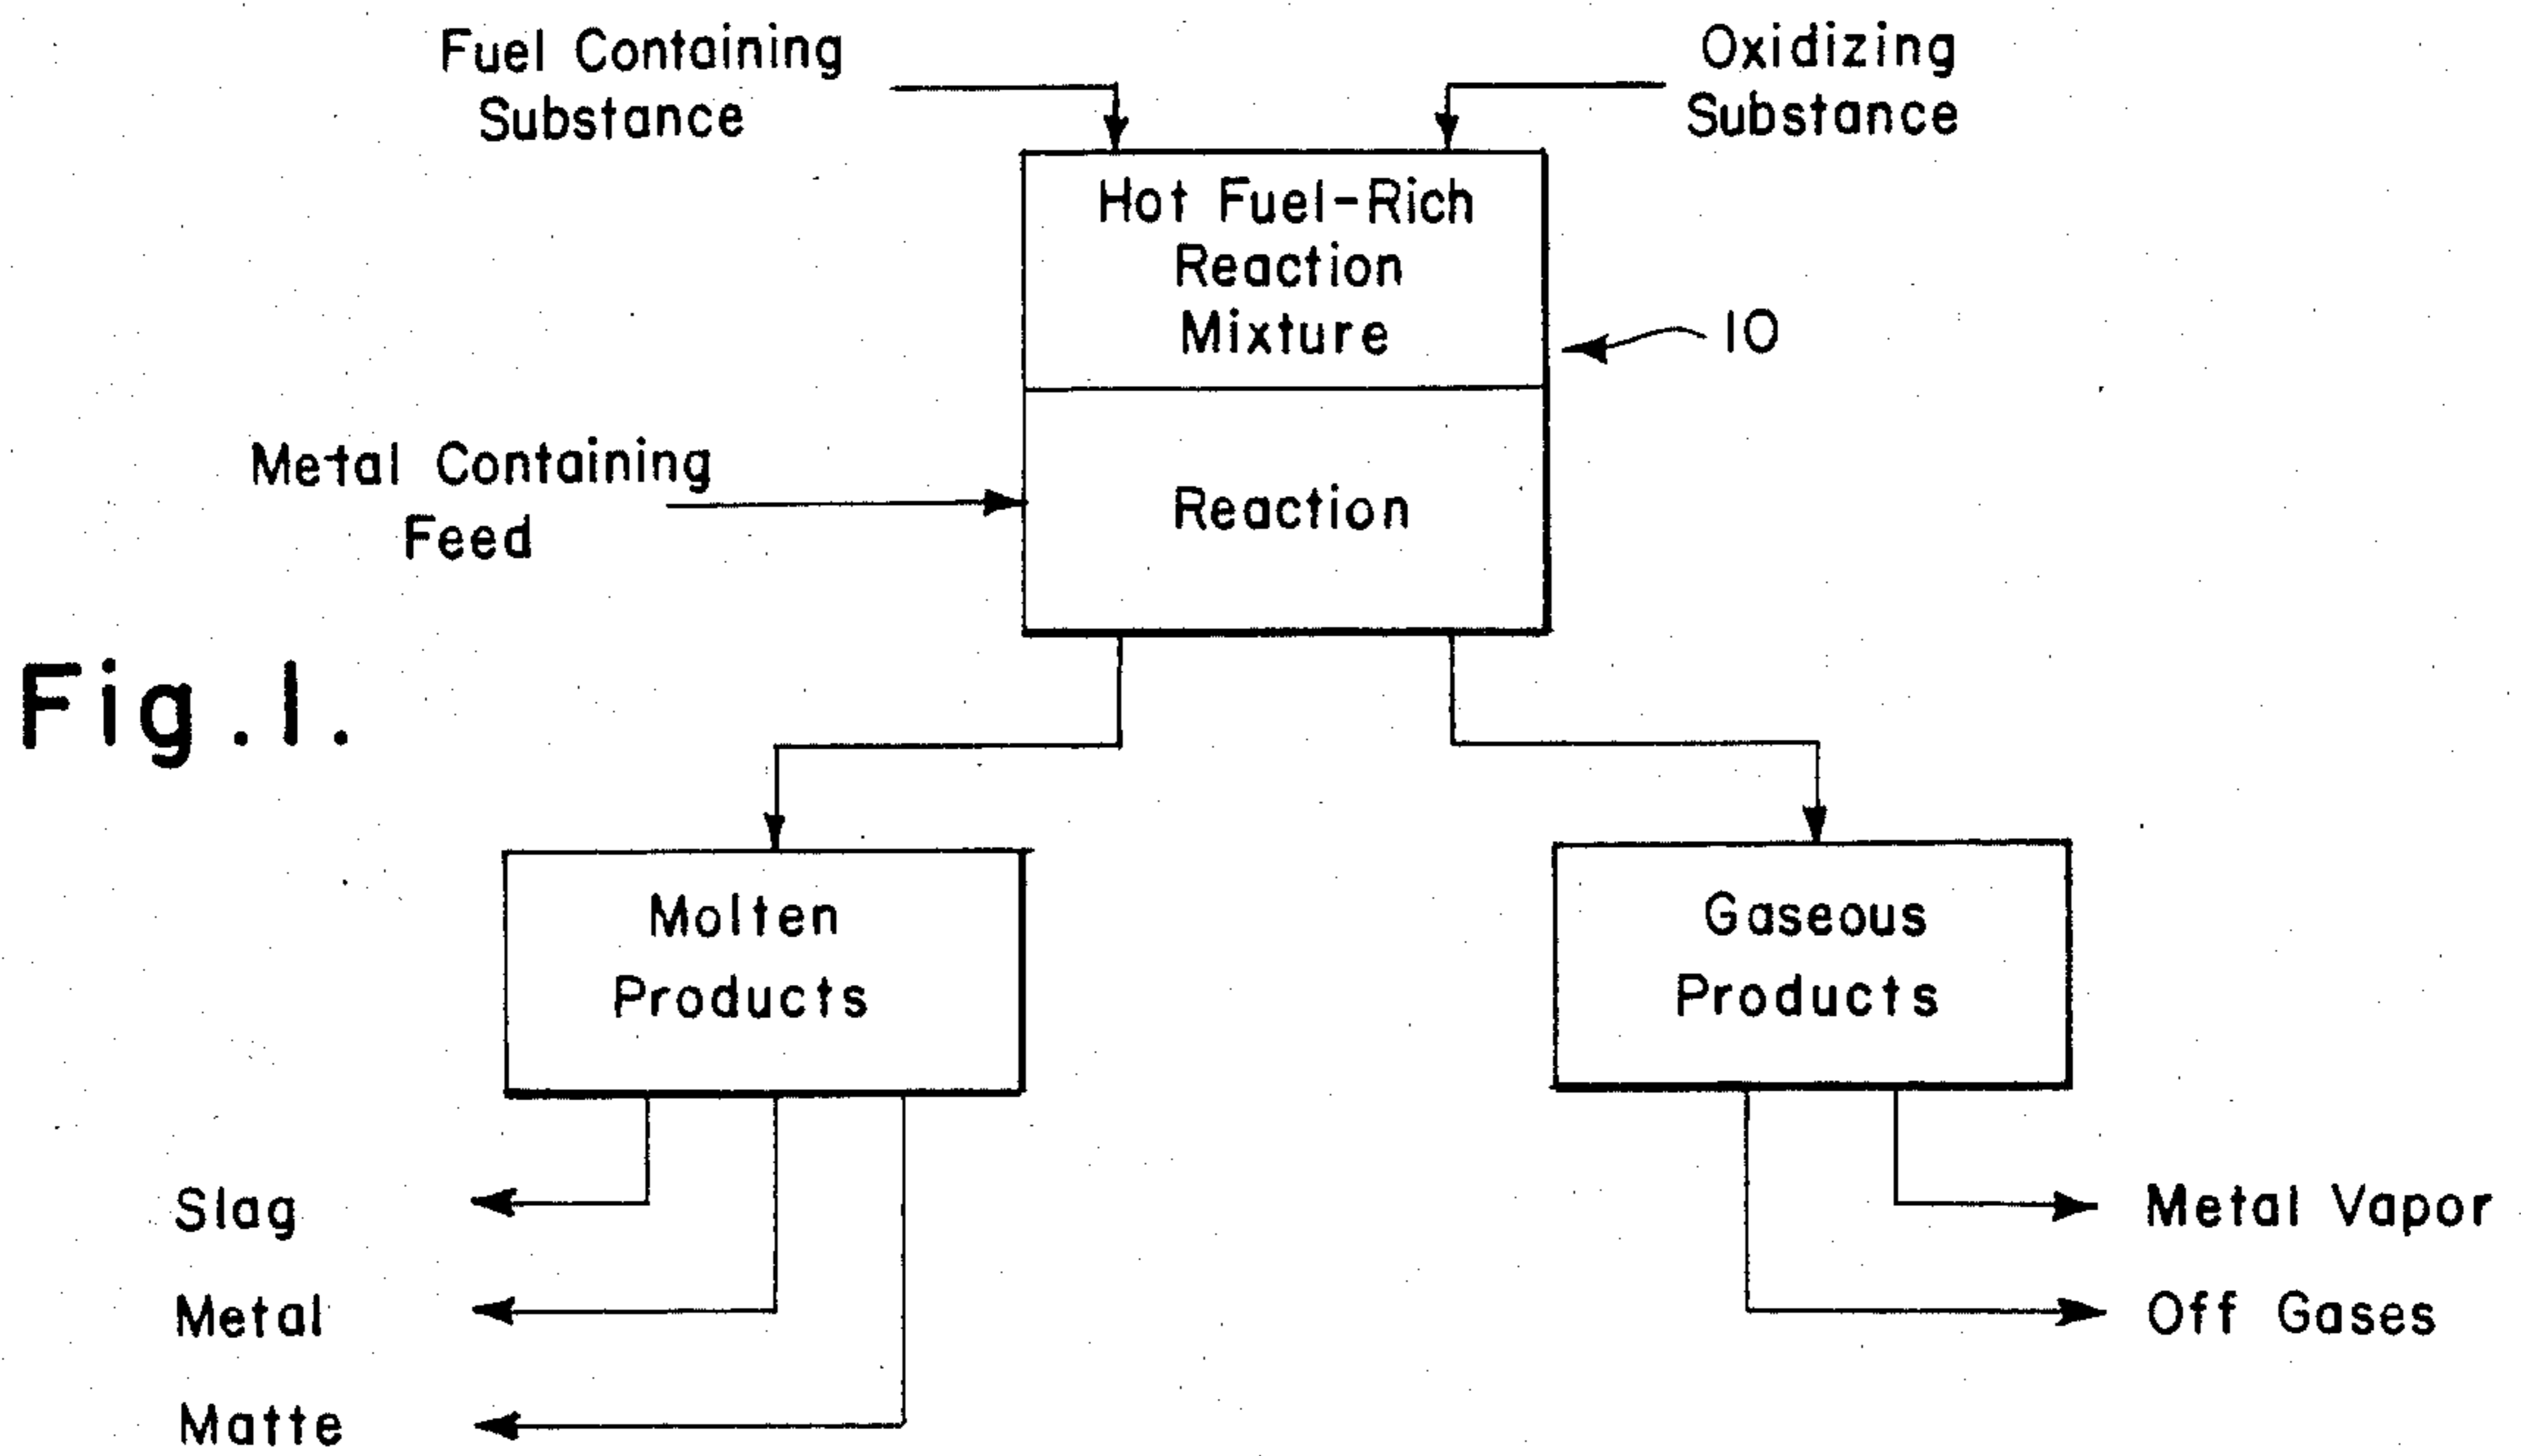 Fuel Containing
Substance
Oxidizing
Substance
Hot Fuel-Rich
Reaction
Mixture
10
Metal Containing
Feed
Reaction
Fig.1.
Molten
Products
Gaseous
Products
Slag
Metal
Matte
Metal Vapor
Off Gases